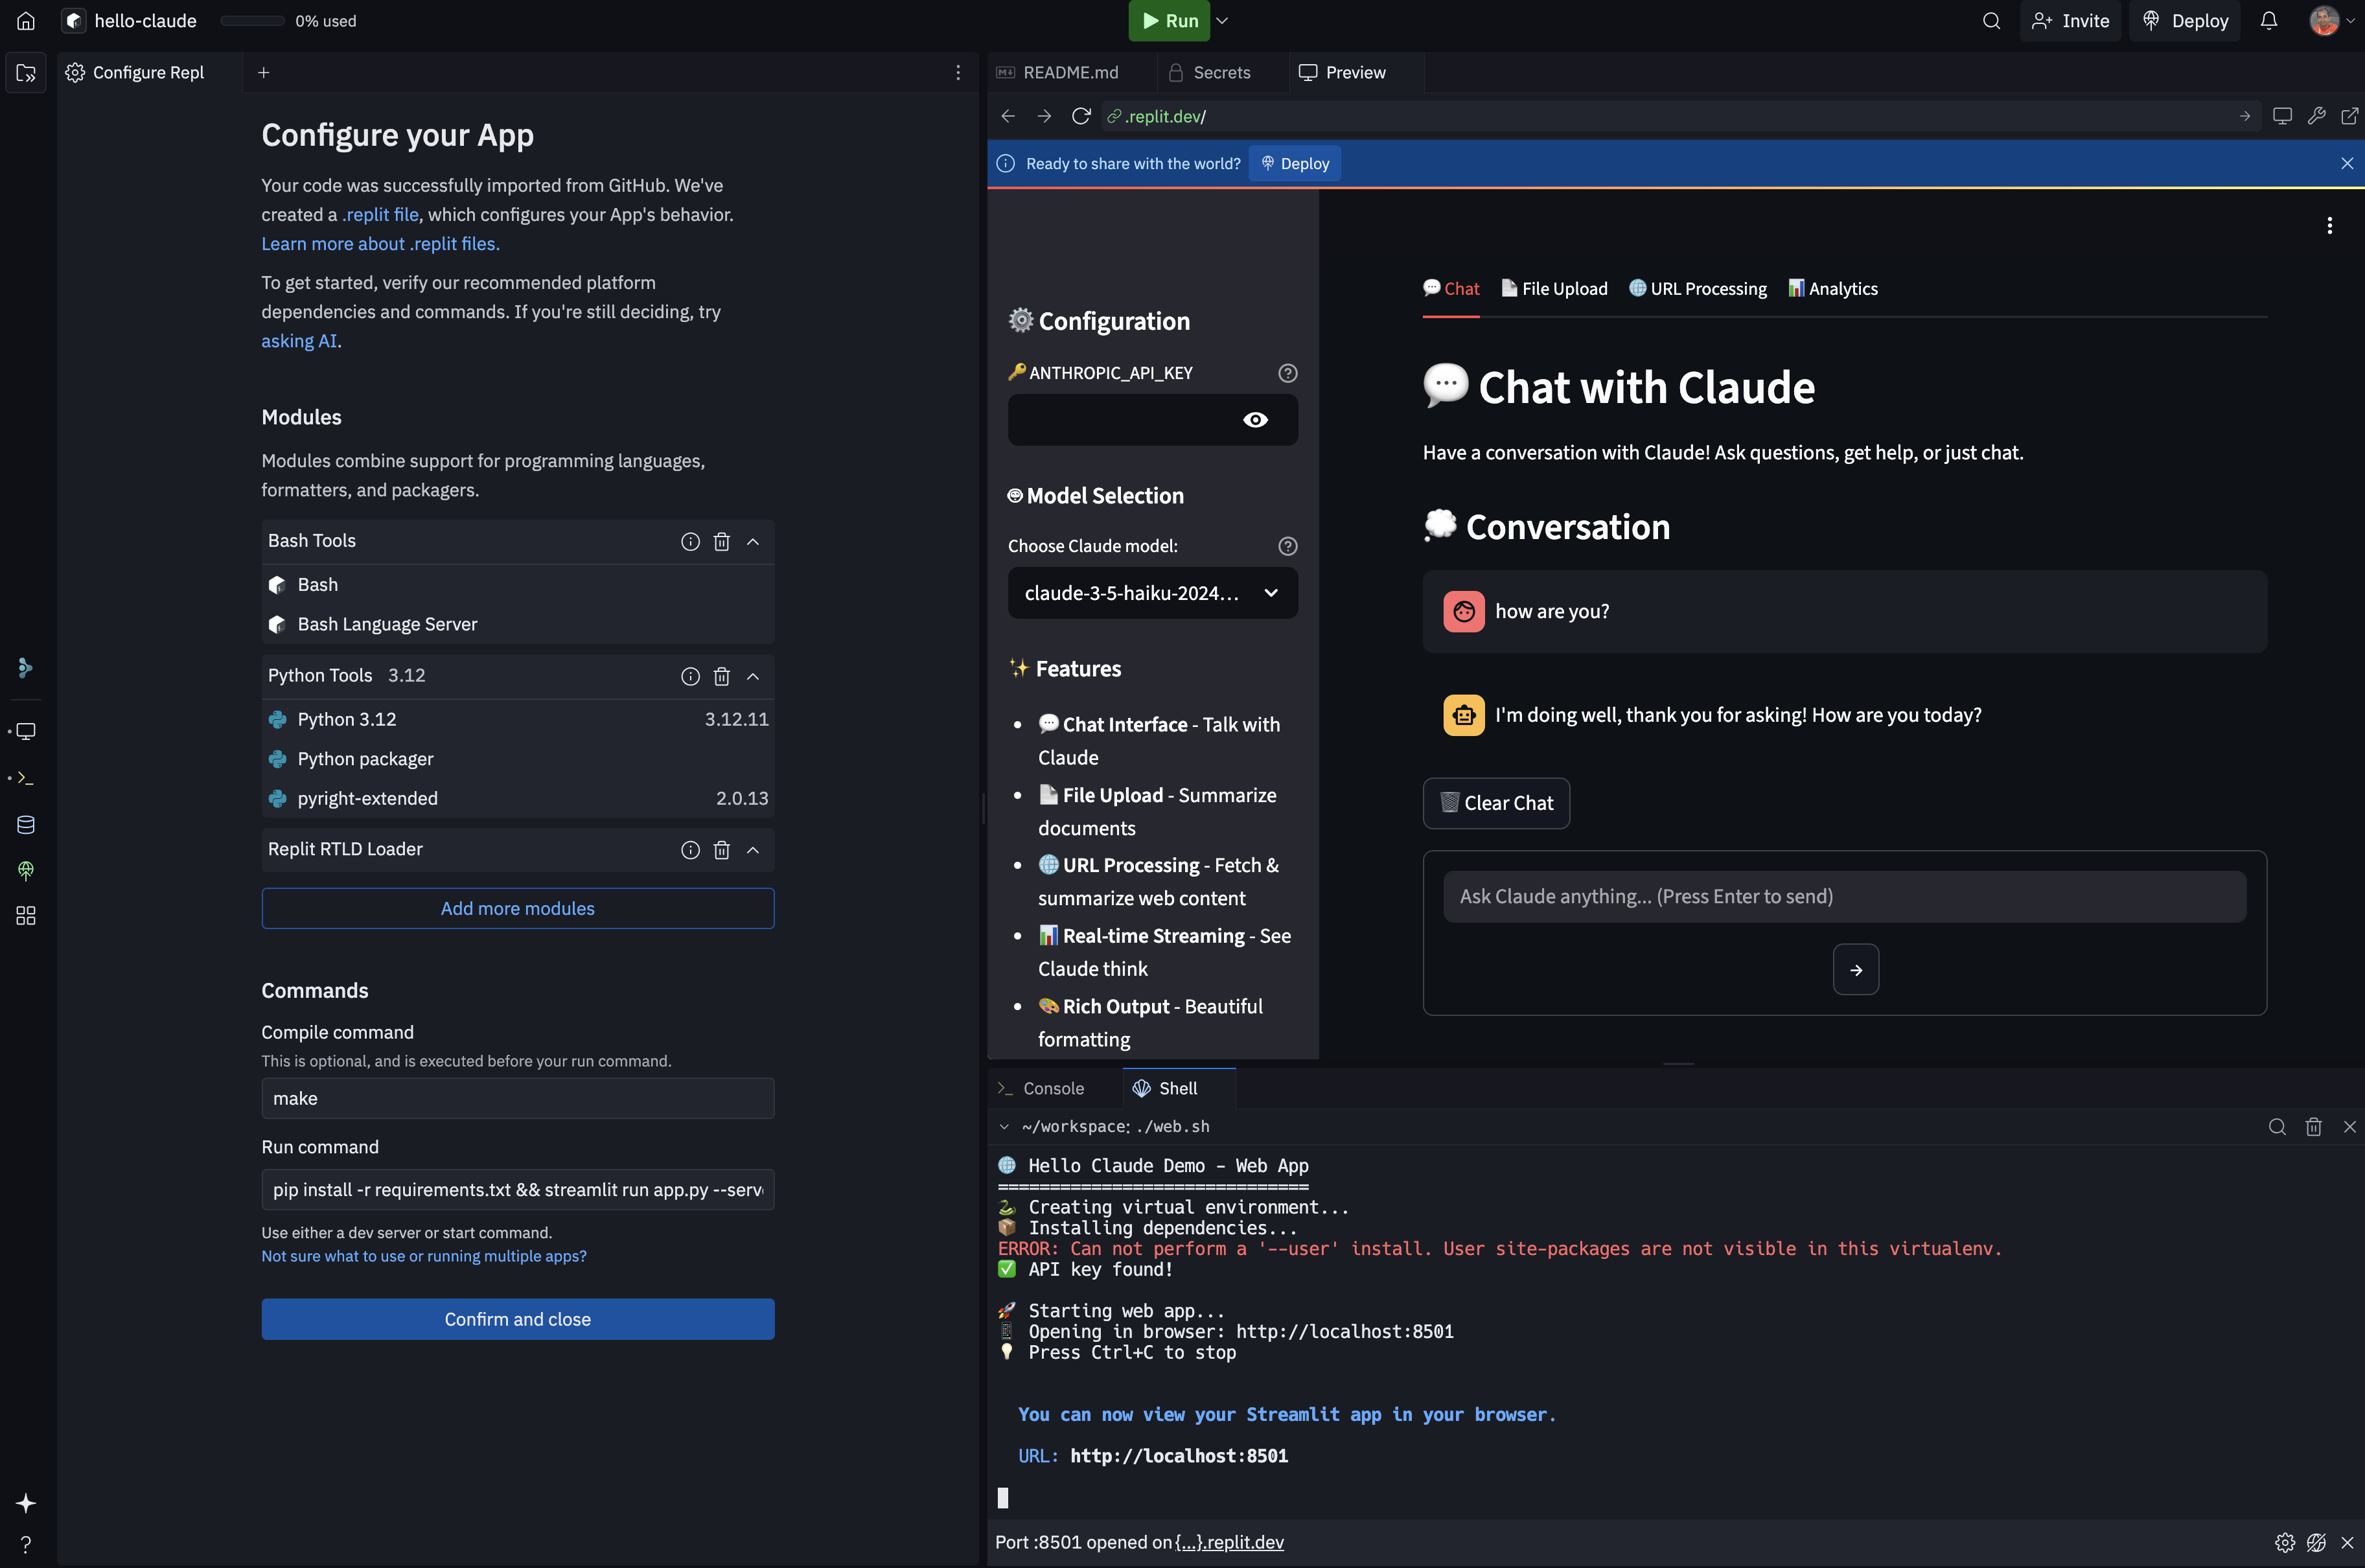 hello-claude
0% used
Run
Invite
Deploy
Configure Repl
Configure your App
Your code was successfully imported from GitHub. We've
created a .replit file, which configures your App's behavior.
Learn more about .replit files.
To get started, verify our recommended platform
dependencies and commands. If you're still deciding, try
asking AI.
Modules
Modules combine support for programming languages,
formatters, and packagers.
Bash Tools
Bash
Bash Language Server
Python Tools 3.12
Python 3.12 3.12.11
Python packager
pyright-extended 2.0.13
Replit RTLD Loader
Add more modules
Commands
Compile command
This is optional, and is executed before your run command.
make
Run command
pip install -r requirements.txt && streamlit run app.py --serv
Use either a dev server or start command.
Not sure what to use or running multiple apps?
Confirm and close
README.md
Secrets
Preview
.replit.dev/
Ready to share with the world?
Deploy
⚙️ Configuration
🔑 ANTHROPIC_API_KEY
Model Selection
Choose Claude model:
claude-3-5-haiku-2024...
✨ Features
• 💬 Chat Interface - Talk with
Claude
• 📄 File Upload - Summarize
documents
• 🌐 URL Processing - Fetch &
summarize web content
• 📊 Real-time Streaming - See
Claude think
• 🎨 Rich Output - Beautiful
formatting
💬 Chat
📄 File Upload
🌐 URL Processing
📊 Analytics
💬 Chat with Claude
Have a conversation with Claude! Ask questions, get help, or just chat.
💭 Conversation
how are you?
I'm doing well, thank you for asking! How are you today?
🗑️ Clear Chat
Ask Claude anything... (Press Enter to send)
Console
Shell
~/workspace: ./web.sh
🌐 Hello Claude Demo - Web App
==============================
🐍 Creating virtual environment...
📦 Installing dependencies...
ERROR: Can not perform a '--user' install. User site-packages are not visible in this virtualenv.
✅ API key found!
🚀 Starting web app...
📱 Opening in browser: http://localhost:8501
💡 Press Ctrl+C to stop
You can now view your Streamlit app in your browser.
URL: http://localhost:8501
Port :8501 opened on {...}.replit.dev